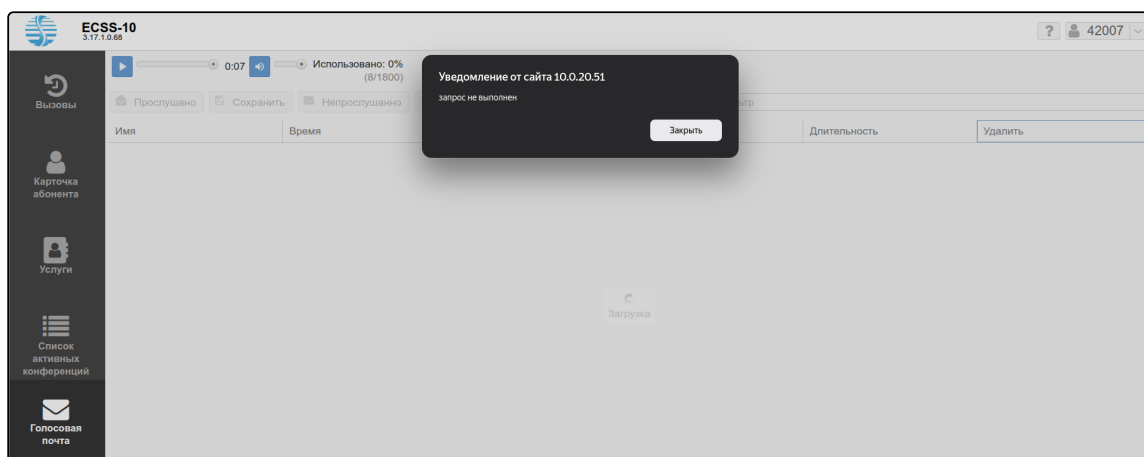 ECSS-10
3.17.1.0.68
? 42007
Вызовы
Карточка
абонента
Услуги
Список
активных
конференций
Голосовая
почта
0:07
Использовано: 0%
(8/1800)
Прослушано
Сохранить
Непрослушанно
Имя
Время
Длительность
Удалить
Уведомление от сайта 10.0.20.51
запрос не выполнен
Закрыть
Загрузка